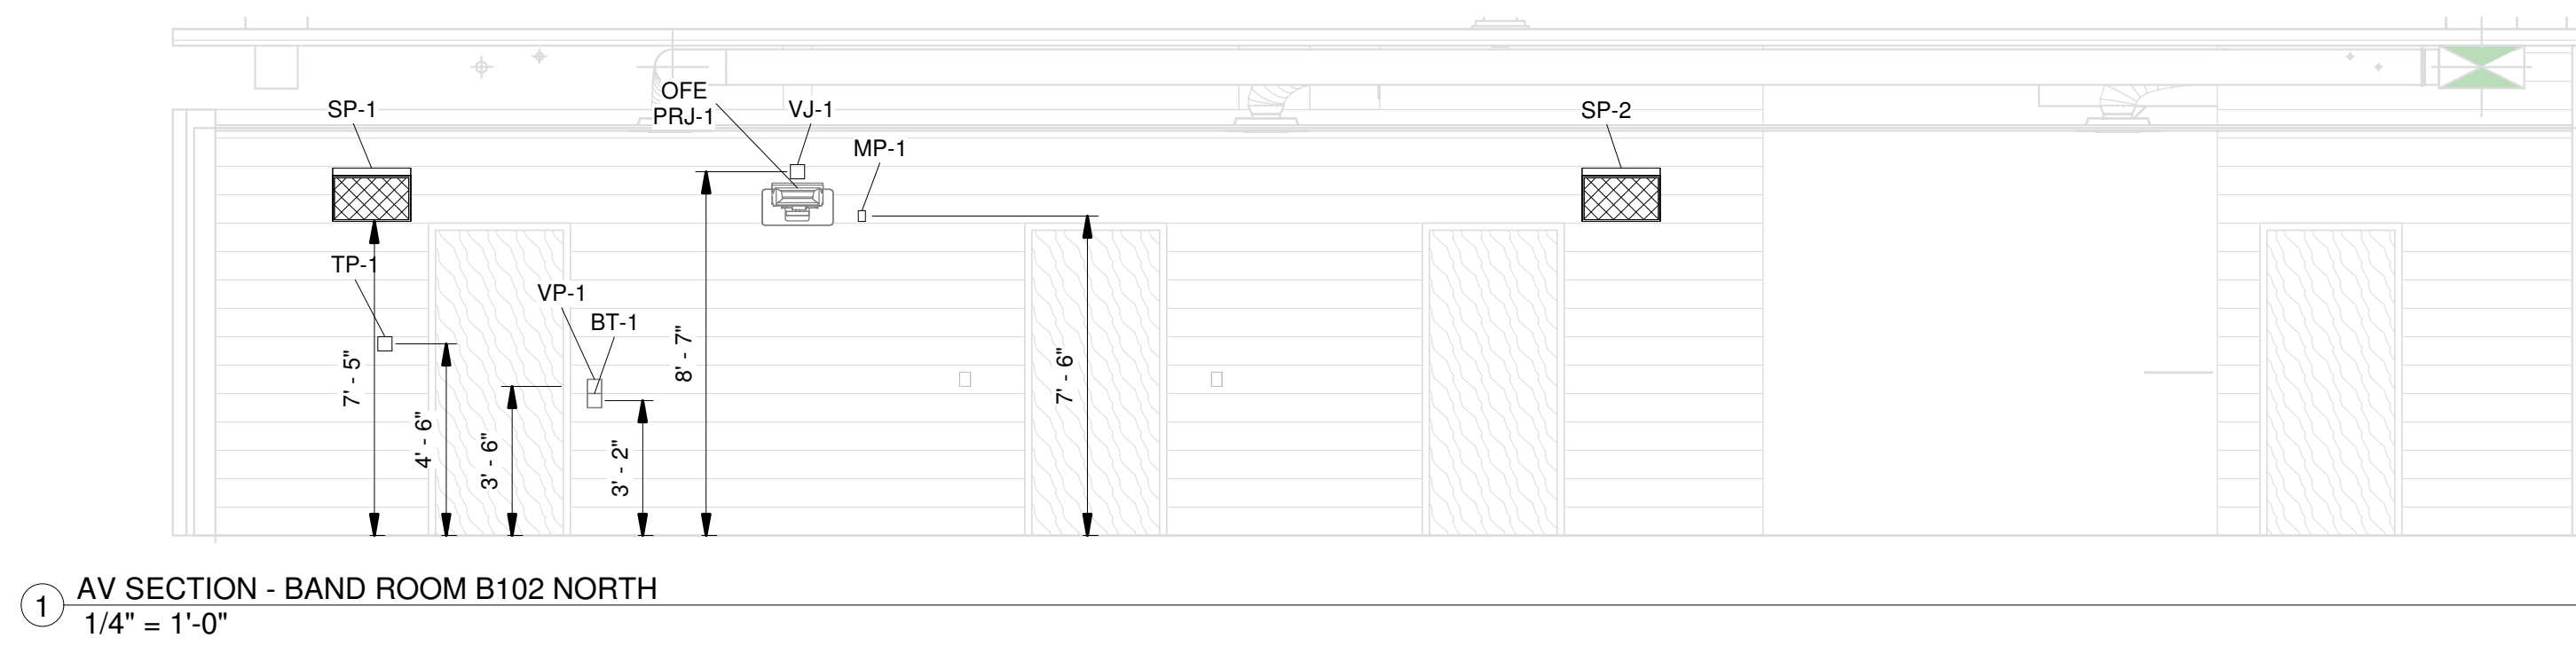 OFE
PRJ-1
SP-1
VJ-1
SP-2
MP-1
TP-1
VP-1
BT-1
7' - 5"
4' - 6"
3' - 6"
3' - 2"
8' - 7"
7' - 6"
1
AV SECTION - BAND ROOM B102 NORTH
1/4" = 1'-0"